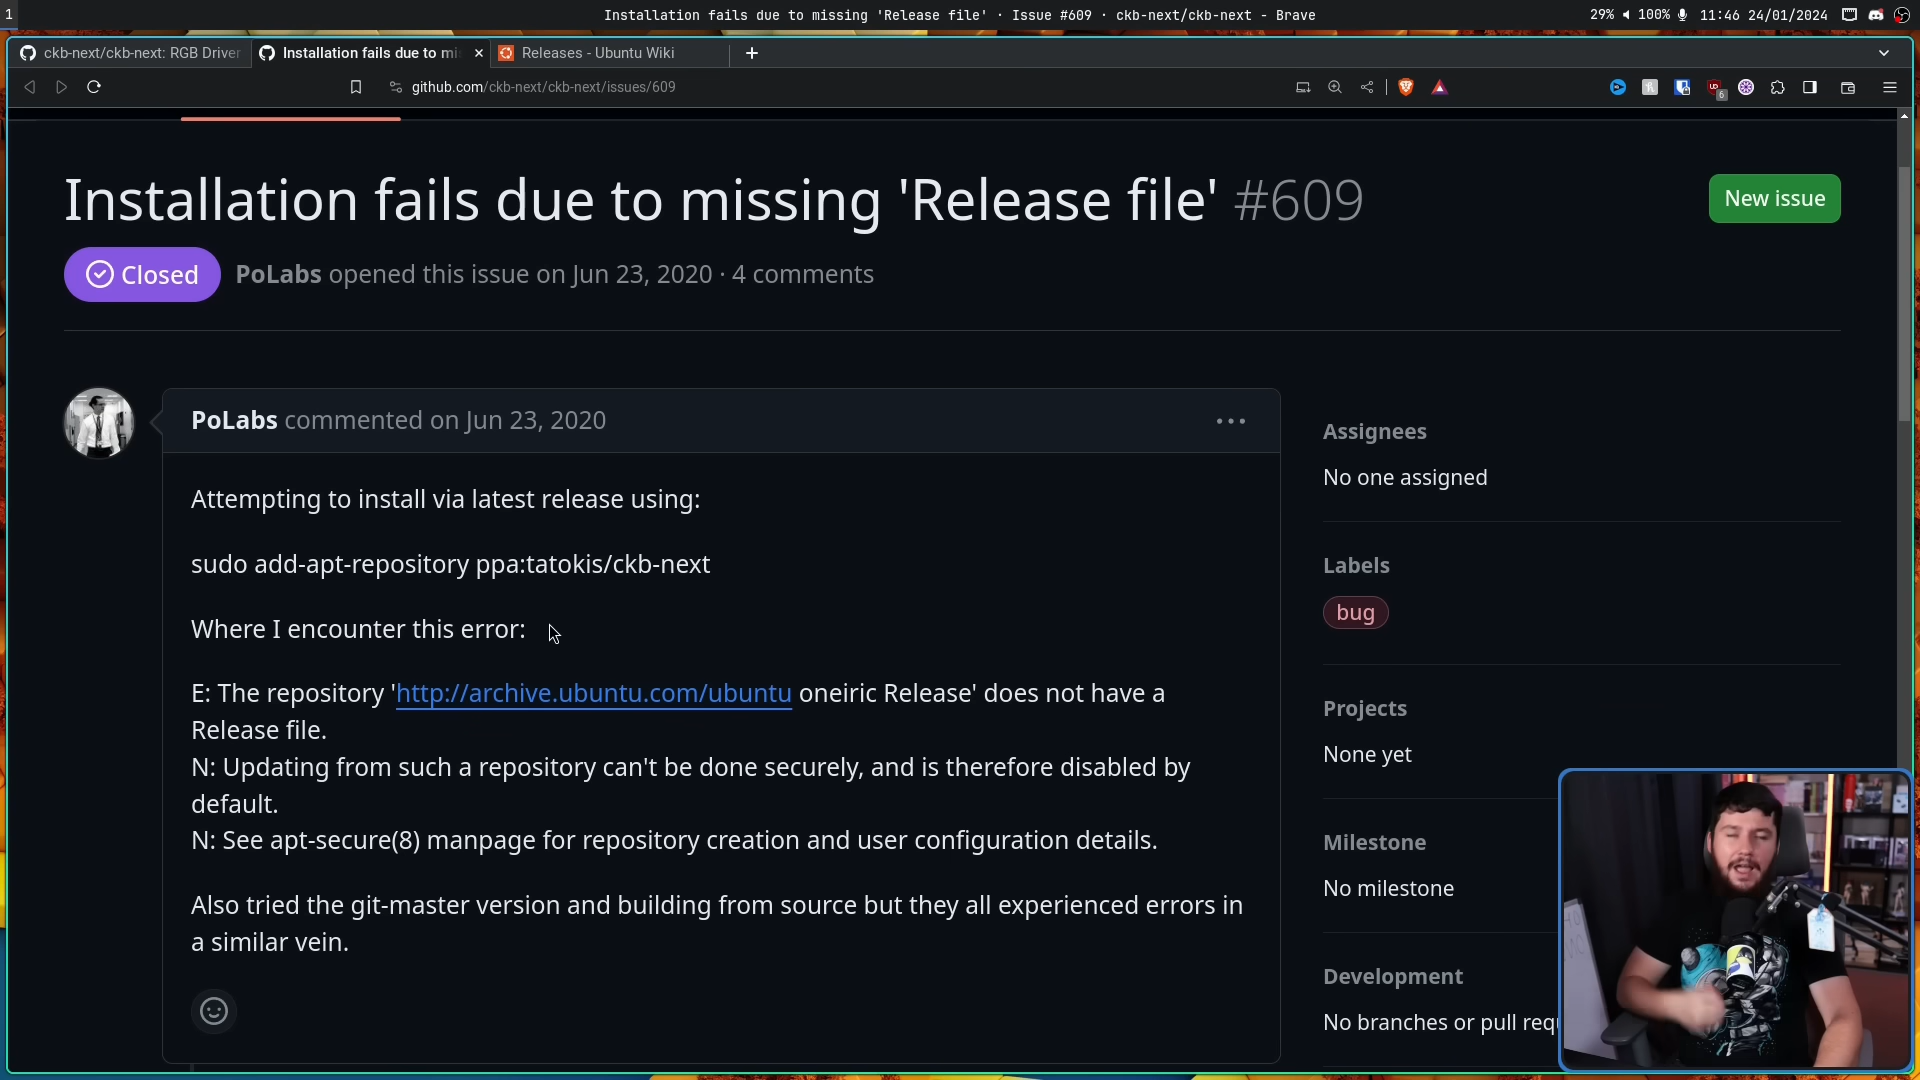 1
Installation fails due to missing 'Release file' · Issue #609 · ckb-next/ckb-next - Brave
29% 100% 11:46 24/01/2024
ckb-next/ckb-next: RGB Driver
Installation fails due to mi
Releases - Ubuntu Wiki
github.com/ckb-next/ckb-next/issues/609
6
Installation fails due to missing 'Release file' #609
New issue
Closed
PoLabs opened this issue on Jun 23, 2020 · 4 comments
PoLabs commented on Jun 23, 2020
Attempting to install via latest release using:
sudo add-apt-repository ppa:tatokis/ckb-next
Where I encounter this error:
E: The repository 'http://archive.ubuntu.com/ubuntu oneiric Release' does not have a
Release file.
N: Updating from such a repository can't be done securely, and is therefore disabled by
default.
N: See apt-secure(8) manpage for repository creation and user configuration details.
Also tried the git-master version and building from source but they all experienced errors in
a similar vein.
Assignees
No one assigned
Labels
bug
Projects
None yet
Milestone
No milestone
Development
No branches or pull requ